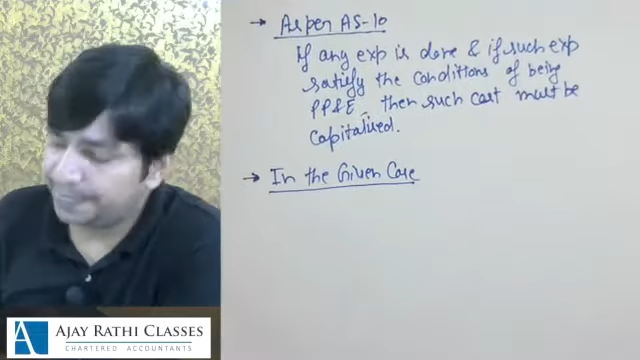 → As per AS-10
If any exp is done & if such exp
satisfy the conditions of being
PP&E, then such cost must be
capitalised.
→ In the Given Case
A
AJAY RATHI CLASSES
CHARTERED ACCOUNTANTS